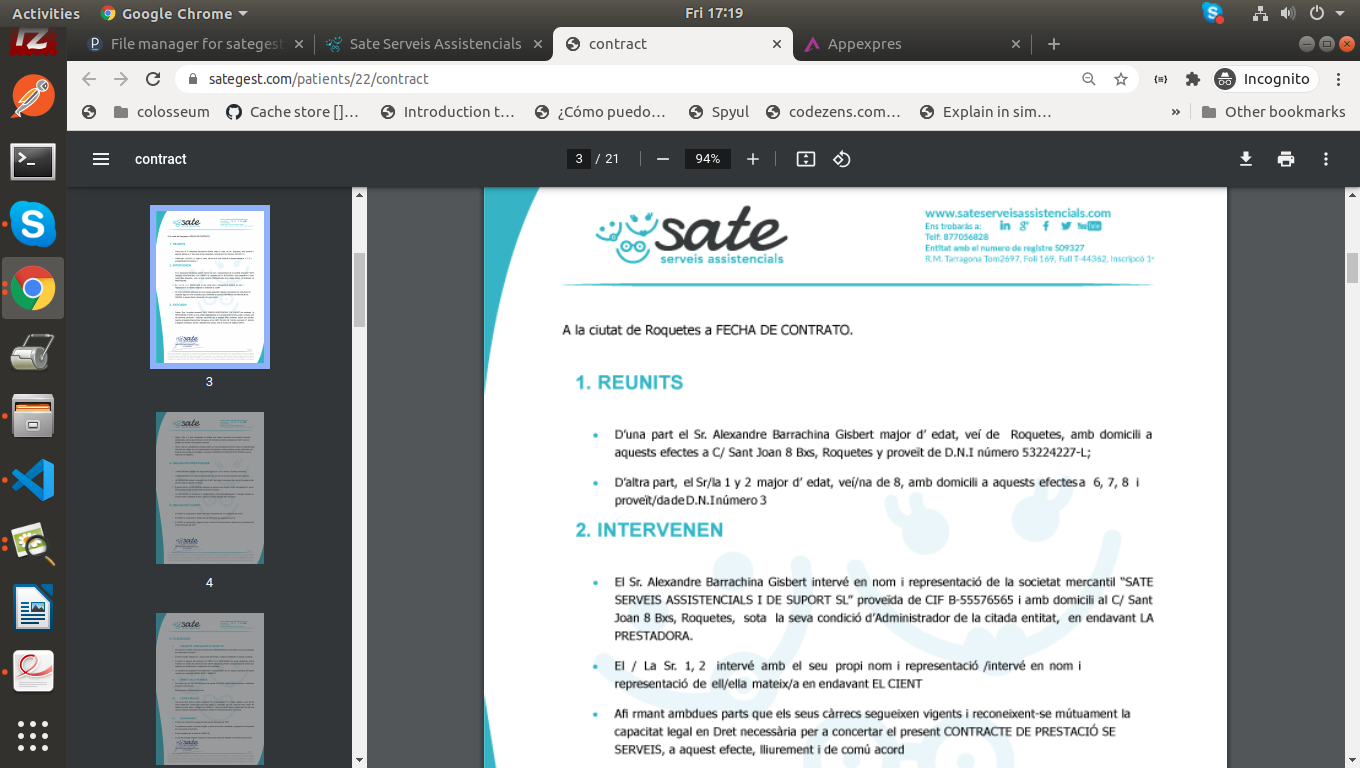 Activities
Google Chrome
Fri 17:19
File manager for sategest
Sate Serveis Assistencials
contract
Appexpres
sategest.com/patients/22/contract
Incognito
colosseum
Cache store []…
Introduction t…
¿Cómo puedo…
Spyul
codezens.com…
Explain in sim…
»
Other bookmarks
contract
3 / 21
94%
3
4
sate
serveis assistencials
www.sateserveisassistencials.com
Ens trobaràs a:
Telf: 877056828
Entitat amb el numero de registre S09327
R.M. Tarragona Tom2697, Foli 169, Full T-44362, Inscripció 1ª
A la ciutat de Roquetes a FECHA DE CONTRATO.
1. REUNITS
• D'una part el Sr. Alexandre Barrachina Gisbert major d' edat, veí de Roquetes, amb domicili a
aquests efectes a C/ Sant Joan 8 Bxs, Roquetes y proveït de D.N.I número 53224227-L;
• D'altra part, el Sr/la 1 y 2 major d' edat, veí/na de 8, amb domicili a aquests efectes a 6, 7, 8 i
proveït/da de D.N.I número 3
2. INTERVENEN
• El Sr. Alexandre Barrachina Gisbert intervé en nom i representació de la societat mercantil "SATE
SERVEIS ASSISTENCIALS I DE SUPORT SL" proveïda de CIF B-55576565 i amb domicili al C/ Sant
Joan 8 Bxs, Roquetes, sota la seva condició d'Administrador de la citada entitat, en endavant LA
PRESTADORA.
• El / La Sr. 1, 2 intervé amb el seu propi nom i representació /intervé en nom i
representació de ell/ella mateix/a en endavant EL CIENT
• Afirmant ambdues parts que els seus càrrecs segueixen vigents i reconeixent-se mútuament la
capacitat legal en Dret necessària per a concertar el present CONTRACTE DE PRESTACIÓ SE
SERVEIS, a aquest efecte, lliurement i de comú acord